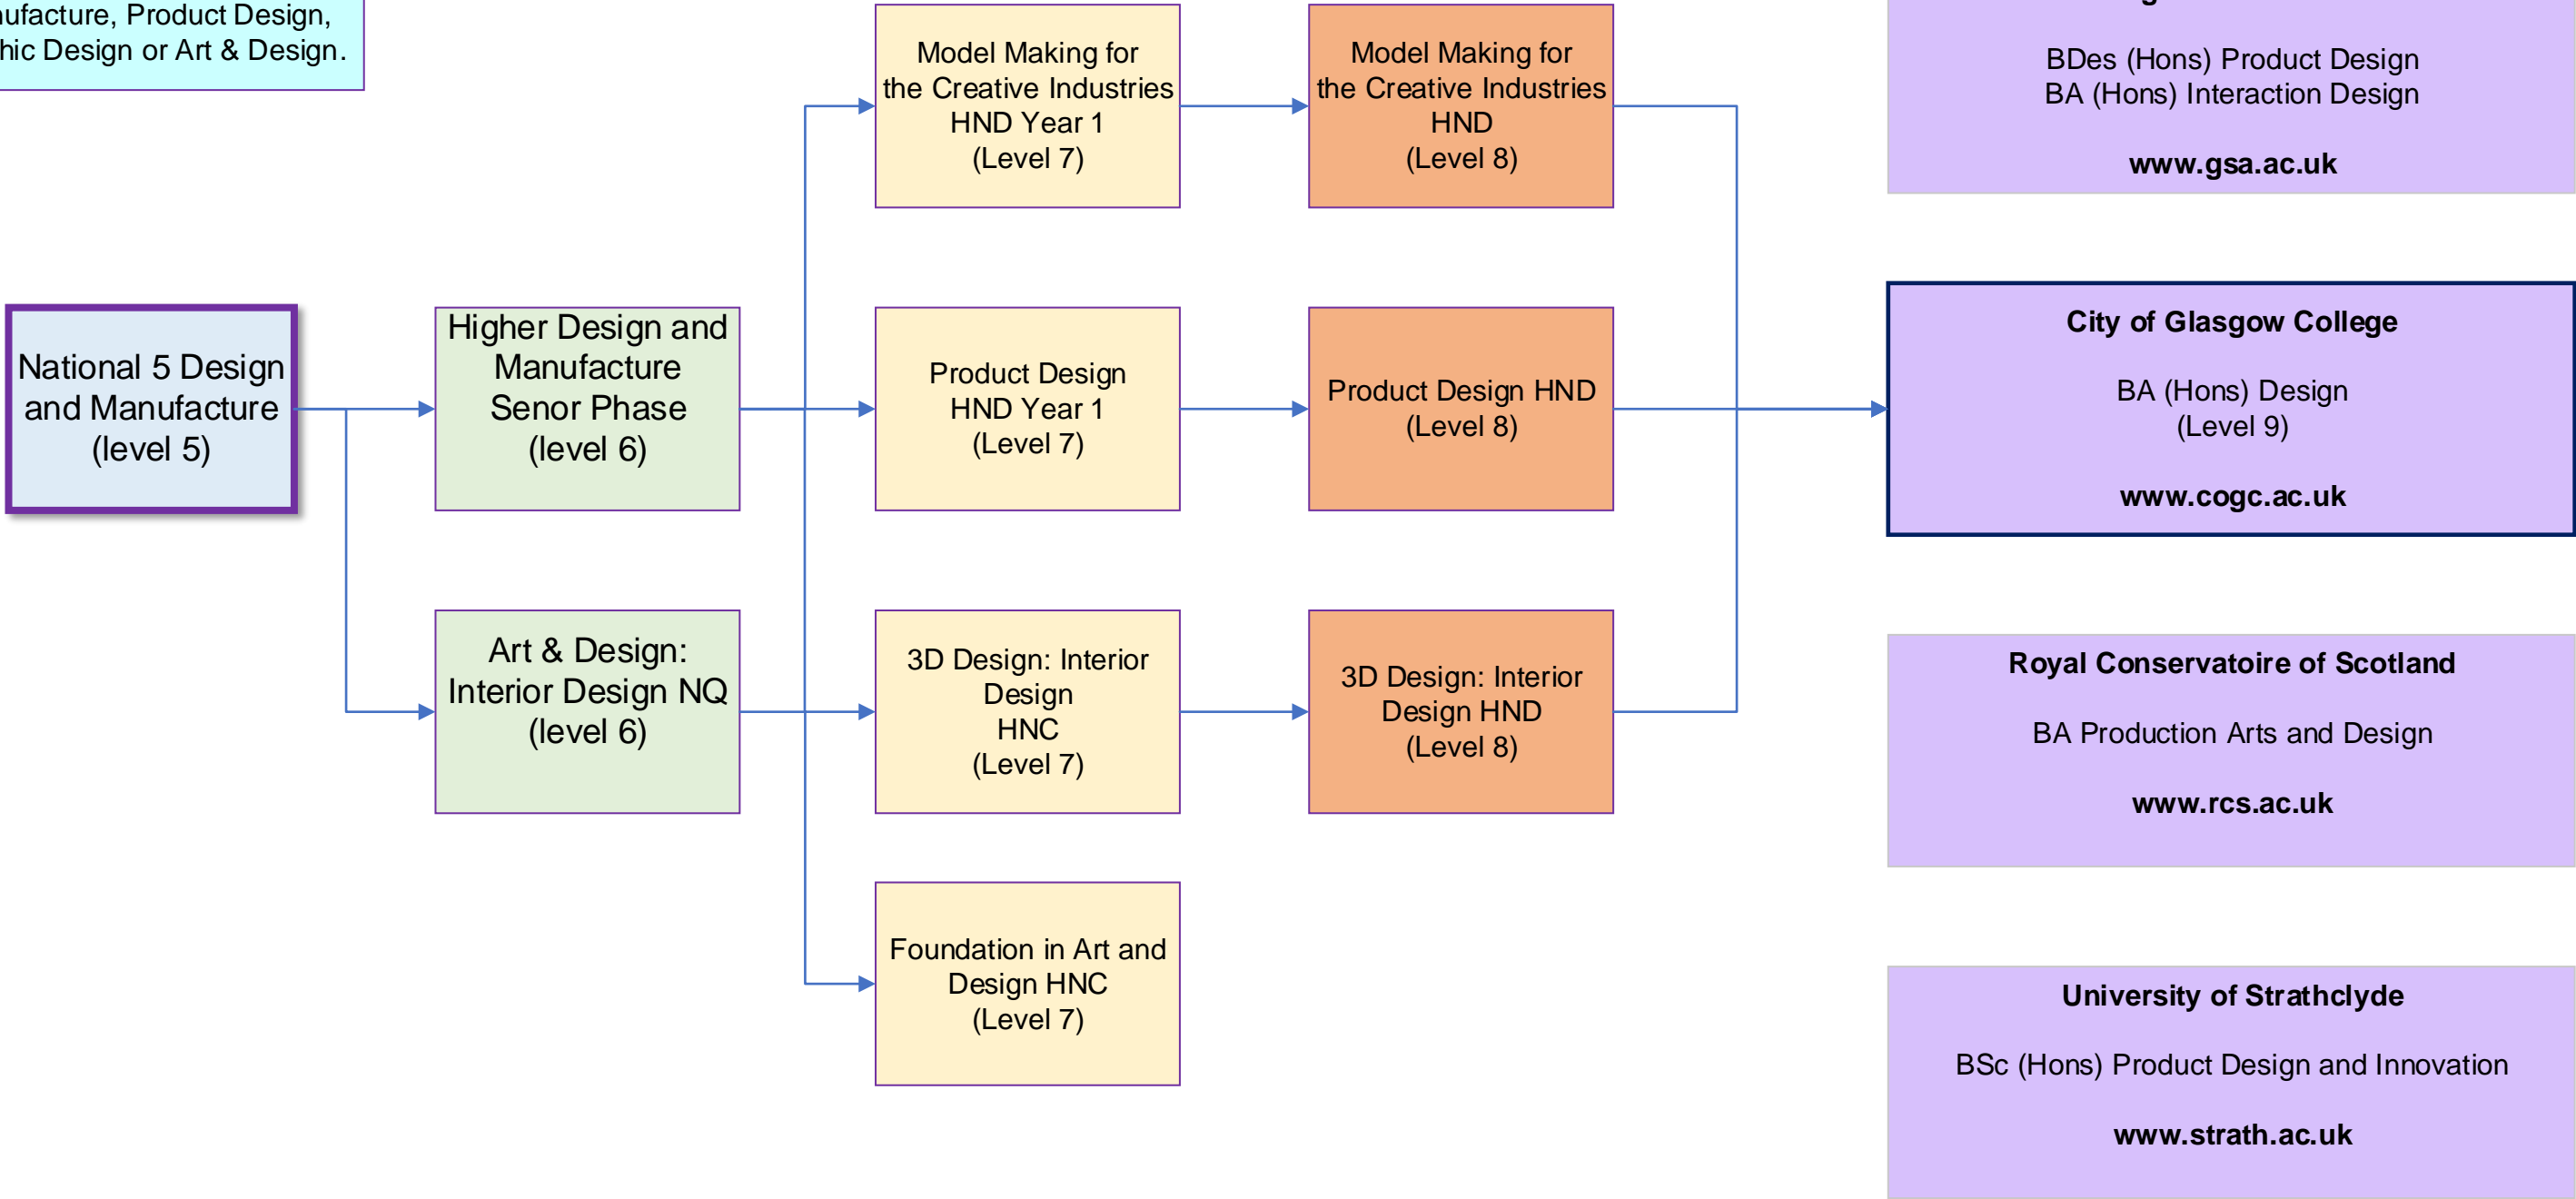 Product Design,
Design or Art & Design.
Model Making for
the Creative Industries
HND Year 1
(Level 7)
Model Making for
the Creative Industries
HND
(Level 8)
BDes (Hons) Product Design
BA (Hons) Interaction Design
www.gsa.ac.uk
National 5 Design
and Manufacture
(level 5)
Higher Design and
Manufacture
Senor Phase
(level 6)
Product Design
HND Year 1
(Level 7)
Product Design HND
(Level 8)
City of Glasgow College
BA (Hons) Design
(Level 9)
www.cogc.ac.uk
Art & Design:
Interior Design NQ
(level 6)
3D Design: Interior
Design
HNC
(Level 7)
3D Design: Interior
Design HND
(Level 8)
Royal Conservatoire of Scotland
BA Production Arts and Design
www.rcs.ac.uk
Foundation in Art and
Design HNC
(Level 7)
University of Strathclyde
BSc (Hons) Product Design and Innovation
www.strath.ac.uk